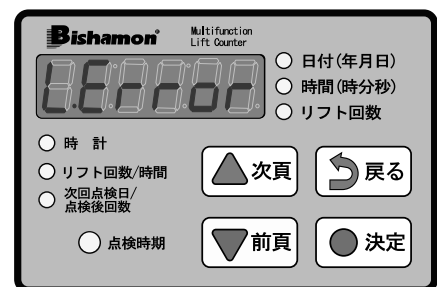 Bishamon
Multifunction
Lift Counter
L.Error
日付(年月日)
時間(時分秒)
リフト回数
時 計
リフト回数/時間
次回点検日/
点検後回数
点検時期
次頁
戻る
前頁
決定